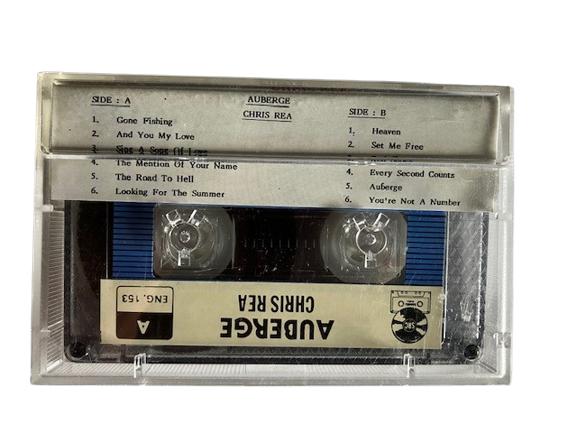 SIDE : A
1. Gone Fishing
2. And You My Love
3. Sing A Song Of Love
4. The Mention Of Your Name
5. The Road To Hell
6. Looking For The Summer
AUBERGE
CHRIS REA
SIDE : B
1. Heaven
2. Set Me Free
4. Every Second Counts
5. Auberge
6. You're Not A Number
AUBERGE
CHRIS REA
A
ENG. 153